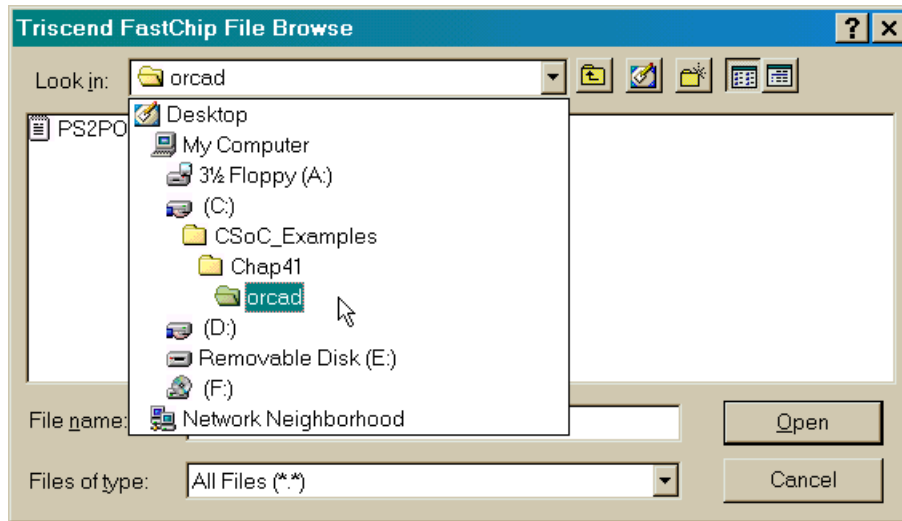 Triscend FastChip File Browse
Look in: orcad
Desktop
PS2PO
My Computer
3½ Floppy (A:)
(C:)
CSoC_Examples
Chap41
orcad
(D:)
Removable Disk (E:)
(F:)
File name: Network Neighborhood Open
Files of type: All Files (*.*) Cancel